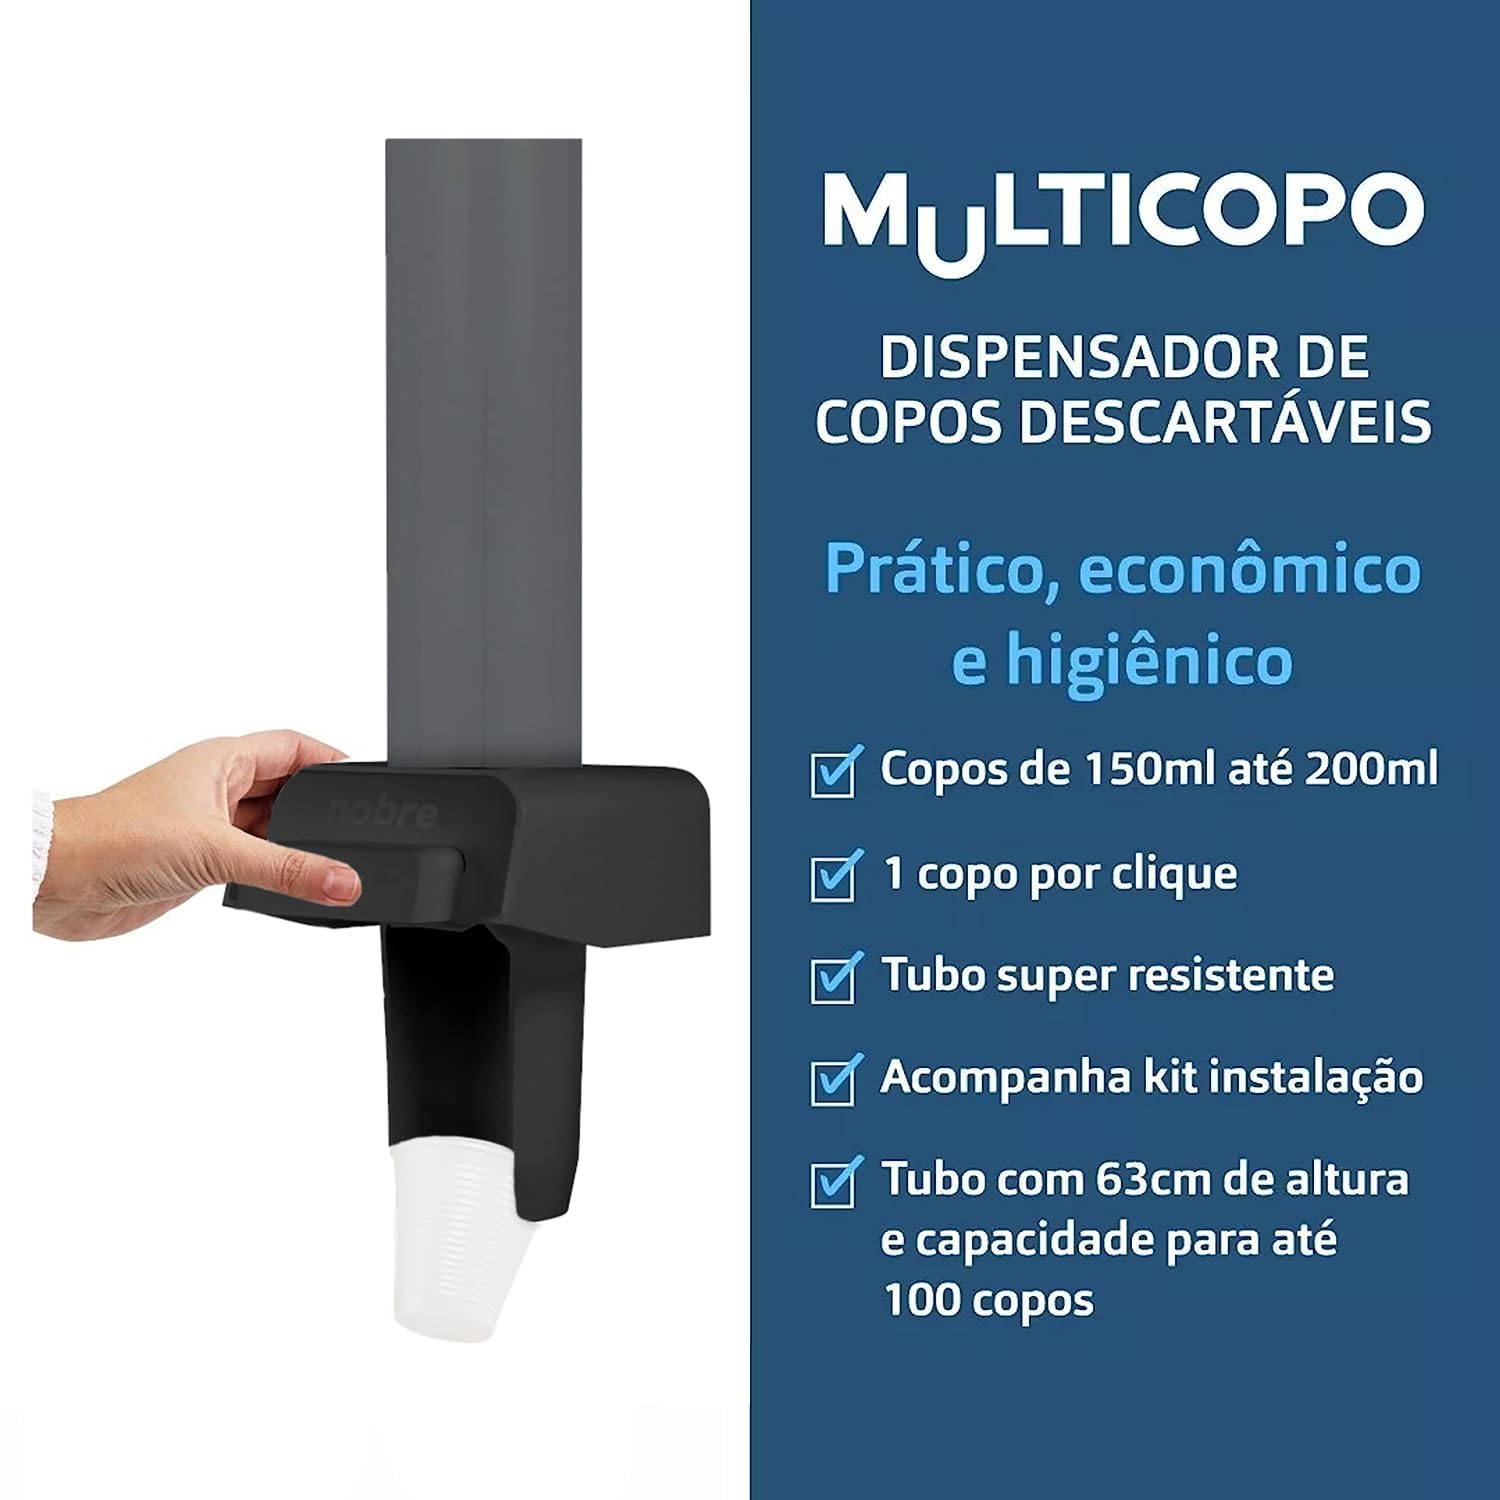 MULTICOPO
DISPENSADOR DE
COPOS DESCARTÁVEIS
Prático, econômico
e higiênico
Copos de 150ml até 200ml
1 copo por clique
Tubo super resistente
Acompanha kit instalação
Tubo com 63cm de altura
e capacidade para até
100 copos
nobre